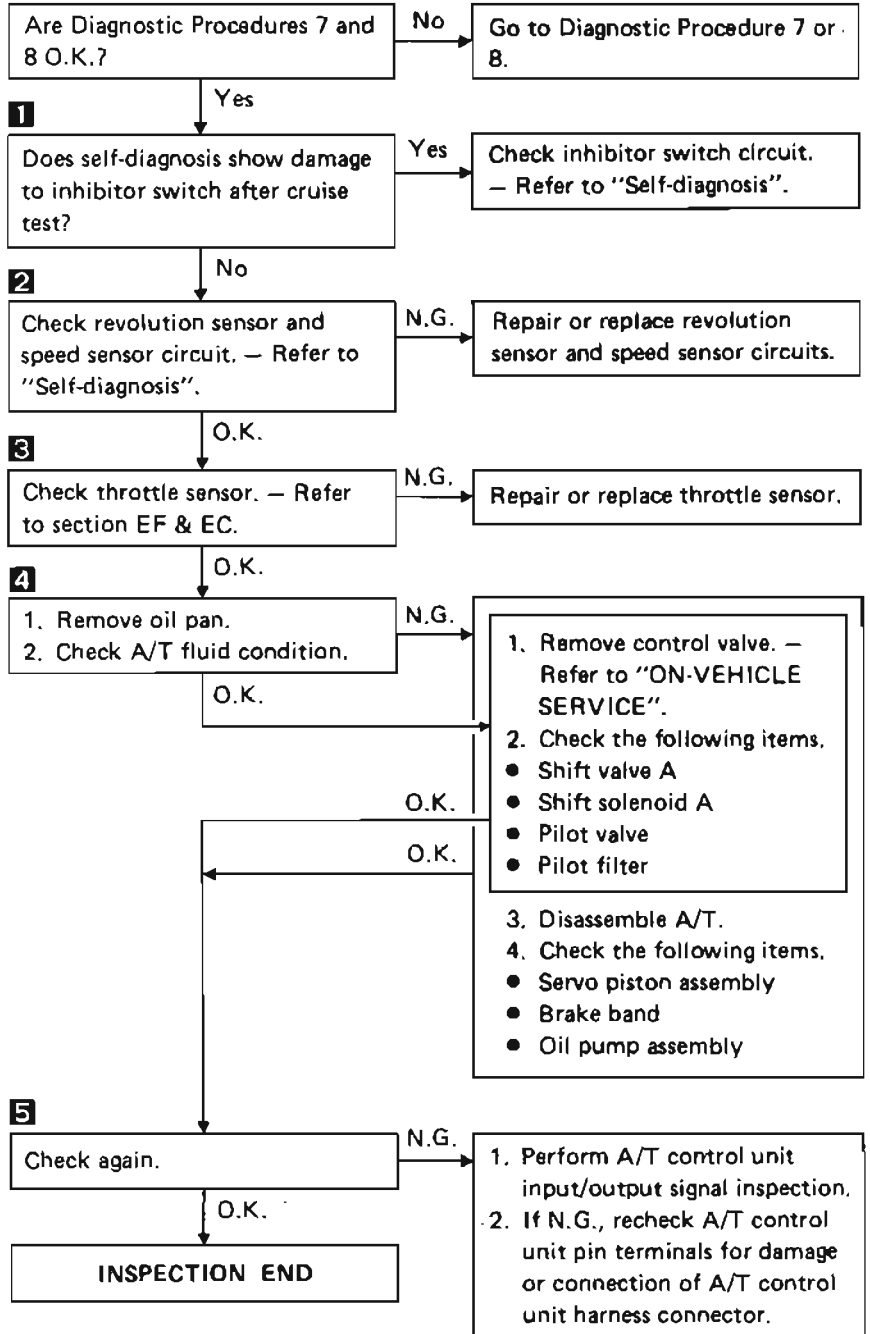 Are Diagnostic Procedures 7 and
8 O.K.?
No
Go to Diagnostic Procedure 7 or
8.
Yes
1
Does self-diagnosis show damage
to inhibitor switch after cruise
test?
Yes
Check inhibitor switch circuit.
— Refer to "Self-diagnosis".
No
2
Check revolution sensor and
speed sensor circuit. — Refer to
"Self-diagnosis".
N.G.
Repair or replace revolution
sensor and speed sensor circuits.
O.K.
3
Check throttle sensor. — Refer
to section EF & EC.
N.G.
Repair or replace throttle sensor.
O.K.
4
1. Remove oil pan.
2. Check A/T fluid condition.
N.G.
O.K.
1. Remove control valve. —
Refer to "ON-VEHICLE
SERVICE".
2. Check the following items.
● Shift valve A
● Shift solenoid A
● Pilot valve
● Pilot filter
O.K.
O.K.
3. Disassemble A/T.
4. Check the following items.
● Servo piston assembly
● Brake band
● Oil pump assembly
5
Check again.
N.G.
1. Perform A/T control unit
input/output signal inspection.
2. If N.G., recheck A/T control
unit pin terminals for damage
or connection of A/T control
unit harness connector.
O.K.
INSPECTION END